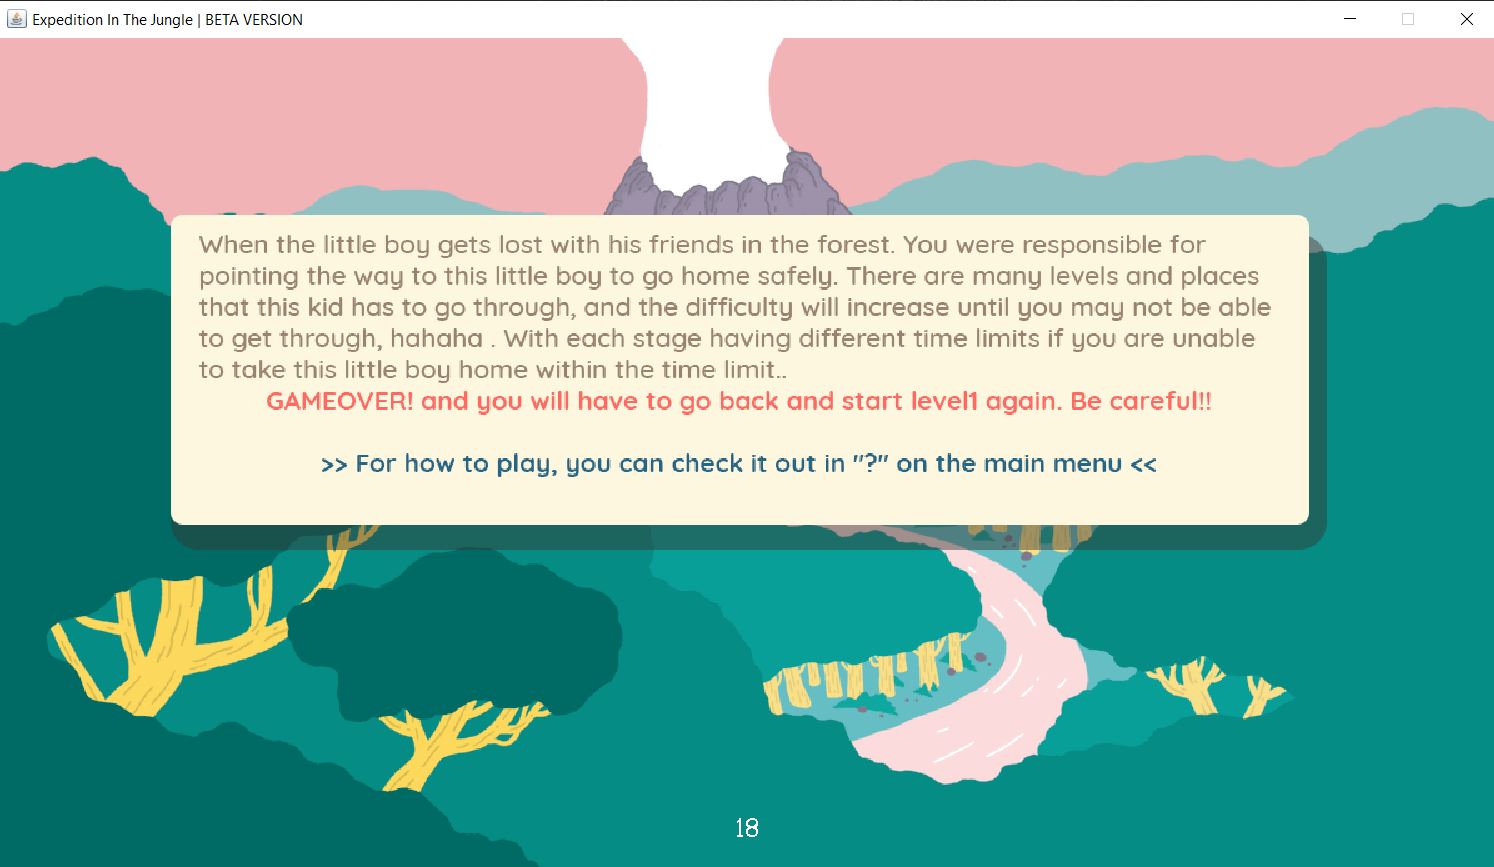 Expedition In The Jungle | BETA VERSION
When the little boy gets lost with his friends in the forest. You were responsible for
pointing the way to this little boy to go home safely. There are many levels and places
that this kid has to go through, and the difficulty will increase until you may not be able
to get through, hahaha . With each stage having different time limits if you are unable
to take this little boy home within the time limit..
GAMEOVER! and you will have to go back and start level1 again. Be careful!!
>> For how to play, you can check it out in "?" on the main menu <<
18